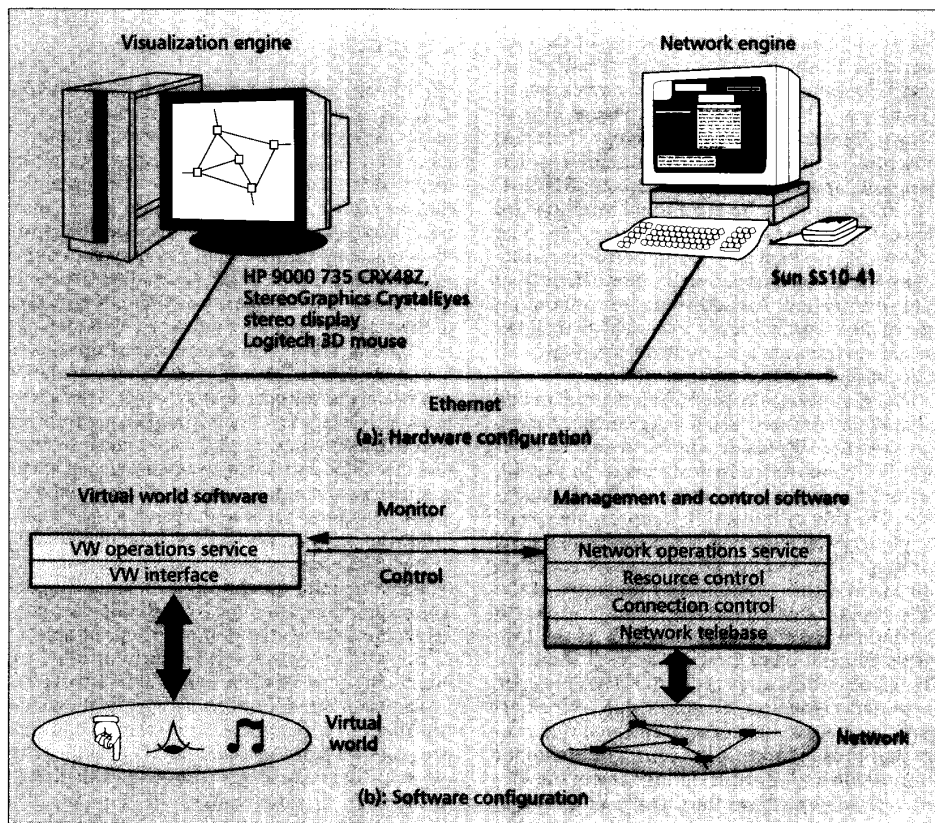 Visualization engine
Network engine
HP 9000 735 CRX48Z,
StereoGraphics CrystalEyes
stereo display
Logitech 3D mouse
Sun SS10-41
Ethernet
(a): Hardware configuration
Virtual world software
Management and control software
Monitor
VW operations service
VW interface
Control
Network operations service
Resource control
Connection control
Network telebase
Virtual
world
Network
(b): Software configuration